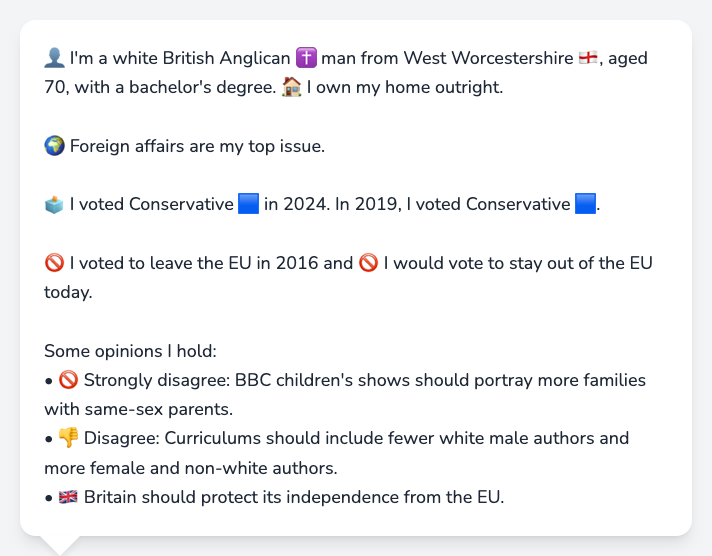 👤 I'm a white British Anglican ✝️ man from West Worcestershire 🏴󠁧󠁢󠁥󠁮󠁧󠁿, aged
70, with a bachelor's degree. 🏠 I own my home outright.
🌍 Foreign affairs are my top issue.
🗳️ I voted Conservative 🟦 in 2024. In 2019, I voted Conservative 🟦.
🚫 I voted to leave the EU in 2016 and 🚫 I would vote to stay out of the EU
today.
Some opinions I hold:
• 🚫 Strongly disagree: BBC children's shows should portray more families
with same-sex parents.
• 👎 Disagree: Curriculums should include fewer white male authors and
more female and non-white authors.
• 🇬🇧 Britain should protect its independence from the EU.